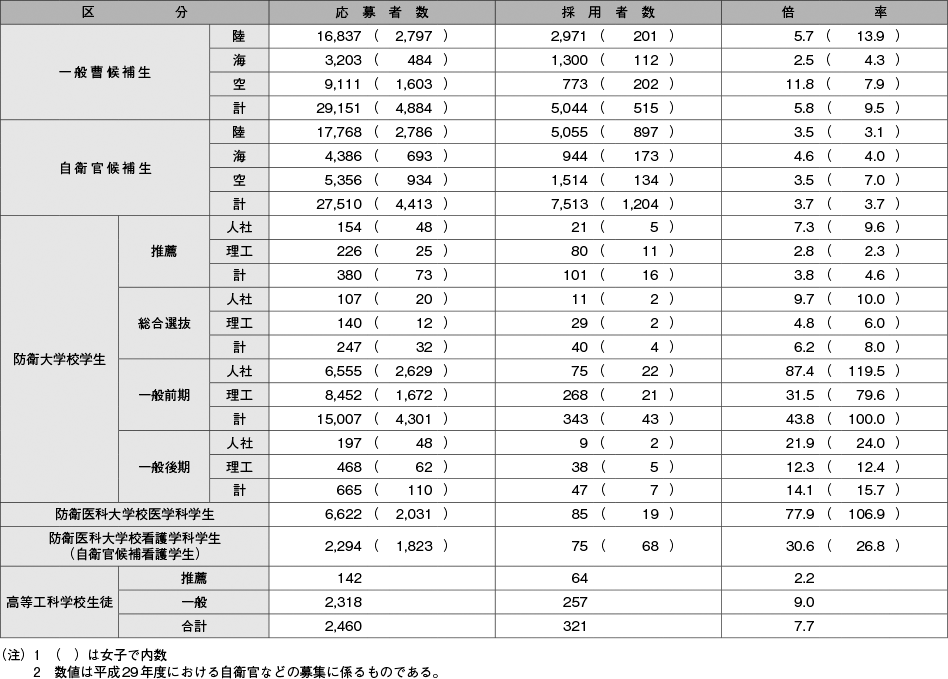 区　分　応募者数　採用者数　倍率
一般曹候補生　陸　16,837（2,797）　2,971（201）　5.7（13.9）
海　3,203（484）　1,300（112）　2.5（4.3）
空　9,111（1,603）　773（202）　11.8（7.9）
計　29,151（4,884）　5,044（515）　5.8（9.5）
自衛官候補生　陸　17,768（2,786）　5,055（897）　3.5（3.1）
海　4,386（693）　944（173）　4.6（4.0）
空　5,356（934）　1,514（134）　3.5（7.0）
計　27,510（4,413）　7,513（1,204）　3.7（3.7）
防衛大学校学生　推薦　人社　154（48）　21（5）　7.3（9.6）
理工　226（25）　80（11）　2.8（2.3）
計　380（73）　101（16）　3.8（4.6）
総合選抜　人社　107（20）　11（2）　9.7（10.0）
理工　140（12）　29（2）　4.8（6.0）
計　247（32）　40（4）　6.2（8.0）
一般前期　人社　6,555（2,629）　75（22）　87.4（119.5）
理工　8,452（1,672）　268（21）　31.5（79.6）
計　15,007（4,301）　343（43）　43.8（100.0）
一般後期　人社　197（48）　9（2）　21.9（24.0）
理工　468（62）　38（5）　12.3（12.4）
計　665（110）　47（7）　14.1（15.7）
防衛医科大学校医学科学生　6,622（2,031）　85（19）　77.9（106.9）
防衛医科大学校看護学科学生
（自衛官候補看護学生）　2,294（1,823）　75（68）　30.6（26.8）
高等工科学校生徒　推薦　142　64　2.2
一般　2,318　257　9.0
合計　2,460　321　7.7
（注）1　（　）は女子で内数
2　数値は平成29年度における自衛官などの募集に係るものである。